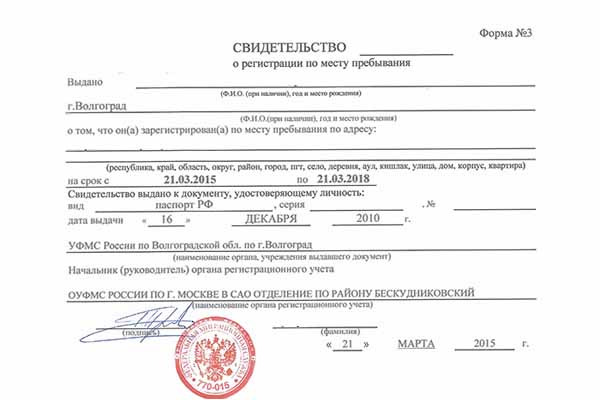 Форма №3
СВИДЕТЕЛЬСТВО
о регистрации по месту пребывания
Выдано
(Ф.И.О. (при наличии), год и место рождения)
г.Волгоград
(Ф.И.О.(при наличии), год и место рождения)
о том, что он(а) зарегистрирован(а) по месту пребывания по адресу:
(республика, край, область, округ, район, город, пгт, село, деревня, аул, кишлак, улица, дом, корпус, квартира)
на срок с 21.03.2015 по 21.03.2018
Свидетельство выдано к документу, удостоверяющему личность:
вид паспорт РФ , серия , №
дата выдачи « 16 » ДЕКАБРЯ 2010 г.
УФМС России по Волгоградской обл. по г.Волгоград
(наименование органа, учреждения выдавшего документ)
Начальник (руководитель) органа регистрационного учета
ОУФМС РОССИИ ПО Г. МОСКВЕ В САО ОТДЕЛЕНИЕ ПО РАЙОНУ БЕСКУДНИКОВСКИЙ
(наименование органа регистрационного учета)
(подпись) (фамилия)
« 21 » МАРТА 2015 г.
ФЕДЕРАЛЬНАЯ МИГРАЦИОННАЯ СЛУЖБА
770-015